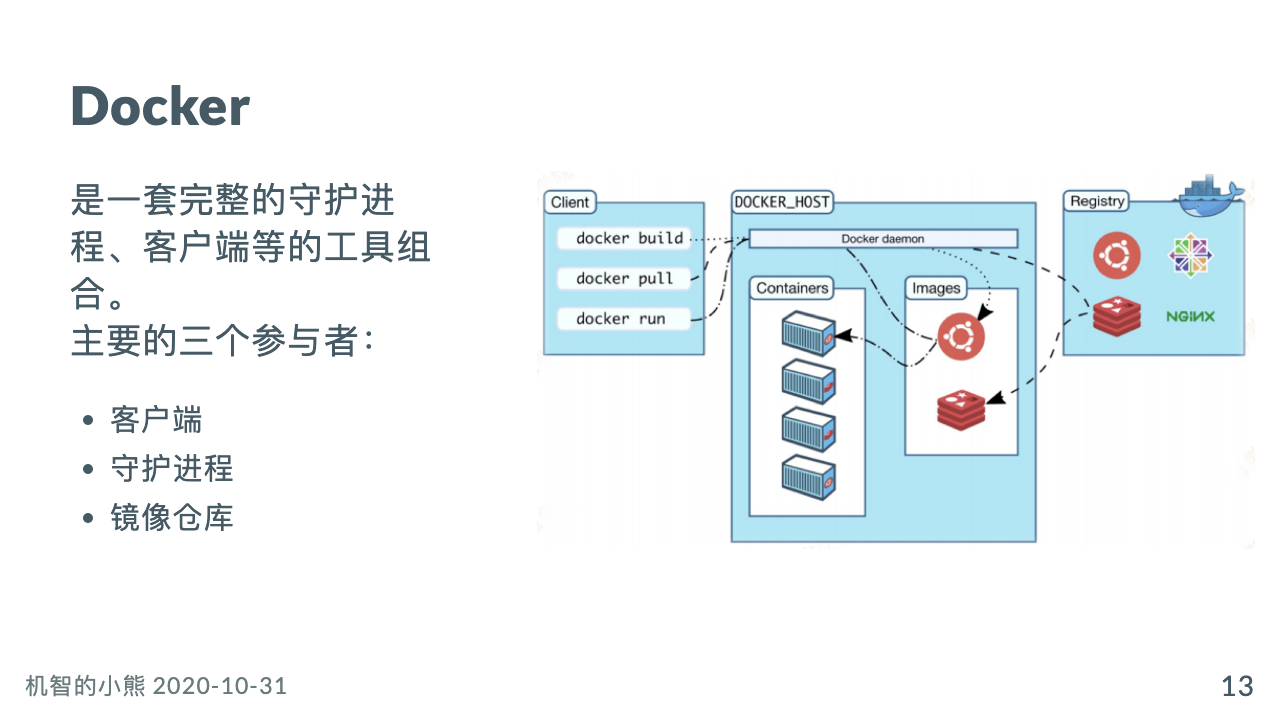 Docker
是一套完整的守护进
程、客户端等的工具组
合。
主要的三个参与者：
客户端
守护进程
镜像仓库
Client
docker build
docker pull
docker run
DOCKER_HOST
Docker daemon
Containers
Images
Registry
NGINX
机智的小熊 2020-10-31
13